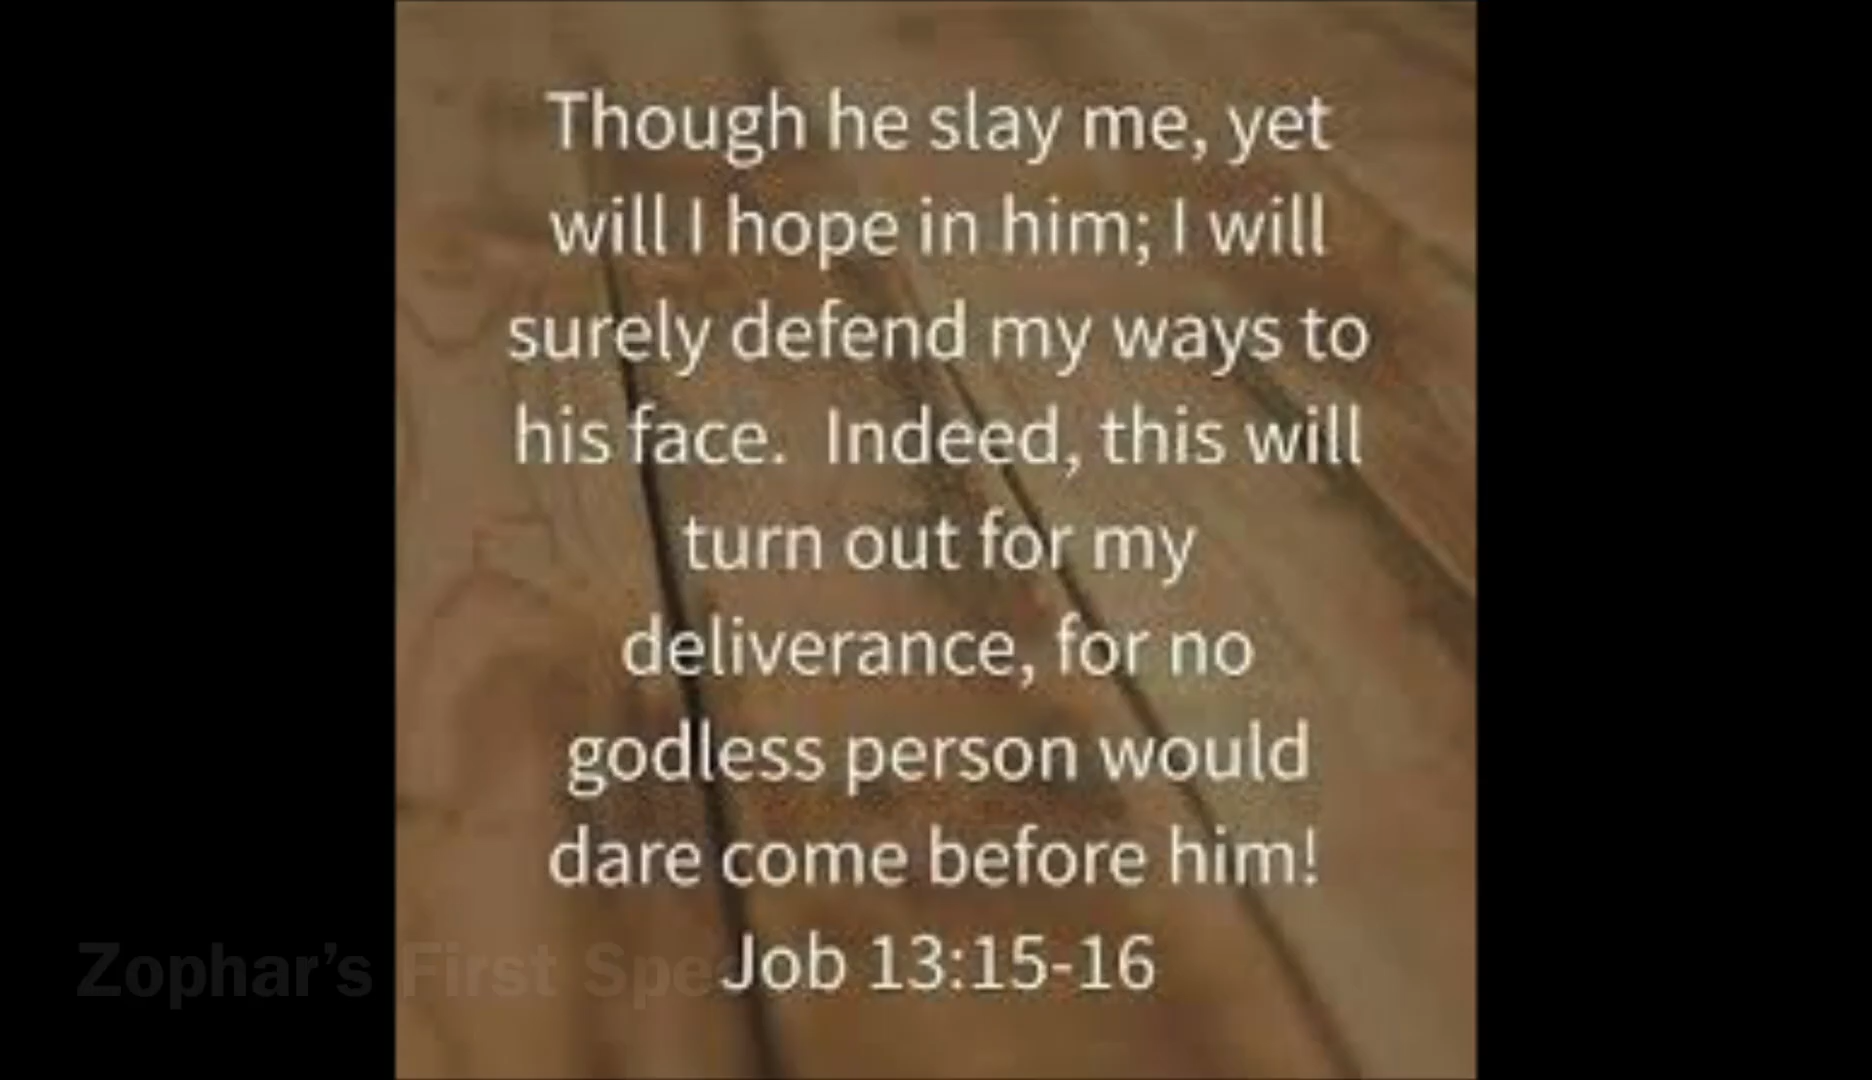 Though he slay me, yet
will I hope in him; I will
surely defend my ways to
his face. Indeed, this will
turn out for my
deliverance, for no
godless person would
dare come before him!
Job 13:15-16
Zophar's First